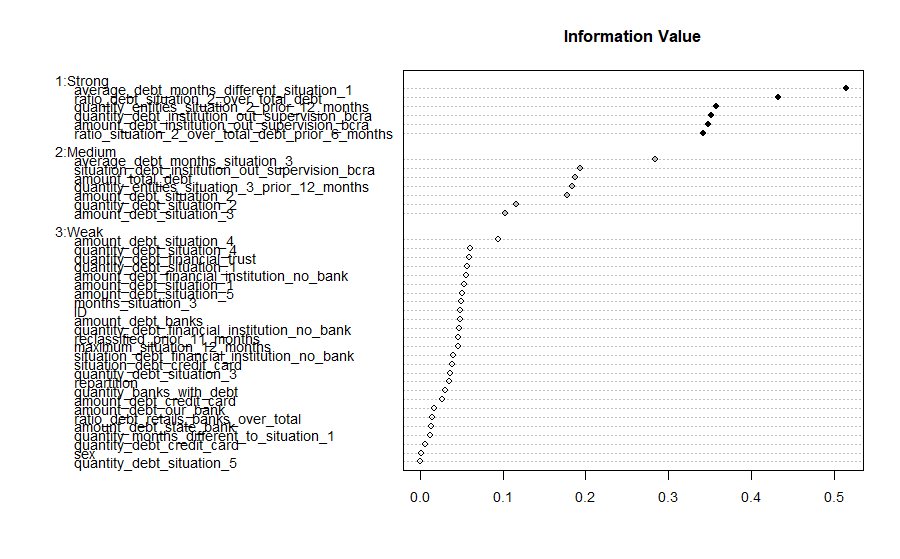 Information Value
1:Strong
average_debt_months_different_situation_1
ratio_debt_situation_2_over_total_debt
quantity_entities_situation_2_prior_12_months
quantity_debt_institution_out_supervision_bcra
amount_debt_institution_out_supervision_bcra
ratio_situation_2_over_total_debt_prior_6_months
2:Medium
average_debt_months_situation_3
situation_debt_institution_out_supervision_bcra
amount_total_debt
quantity_entities_situation_3_prior_12_months
amount_debt_situation_2
quantity_debt_situation_2
amount_debt_situation_3
3:Weak
amount_debt_situation_4
quantity_debt_situation_4
quantity_debt_financial_trust
quantity_debt_situation_1
amount_debt_financial_institution_no_bank
amount_debt_situation_1
amount_debt_situation_5
months_situation_3
ID
amount_debt_banks
quantity_debt_financial_institution_no_bank
reclassified_prior_11_months
maximum_situation_12_months
situation_debt_financial_institution_no_bank
situation_debt_credit_card
quantity_debt_situation_3
repartition
quantity_banks_with_debt
amount_debt_credit_card
amount_debt_our_bank
ratio_debt_retails_banks_over_total
amount_debt_state_bank
quantity_months_different_to_situation_1
quantity_debt_credit_card
sex
quantity_debt_situation_5
0.0 0.1 0.2 0.3 0.4 0.5